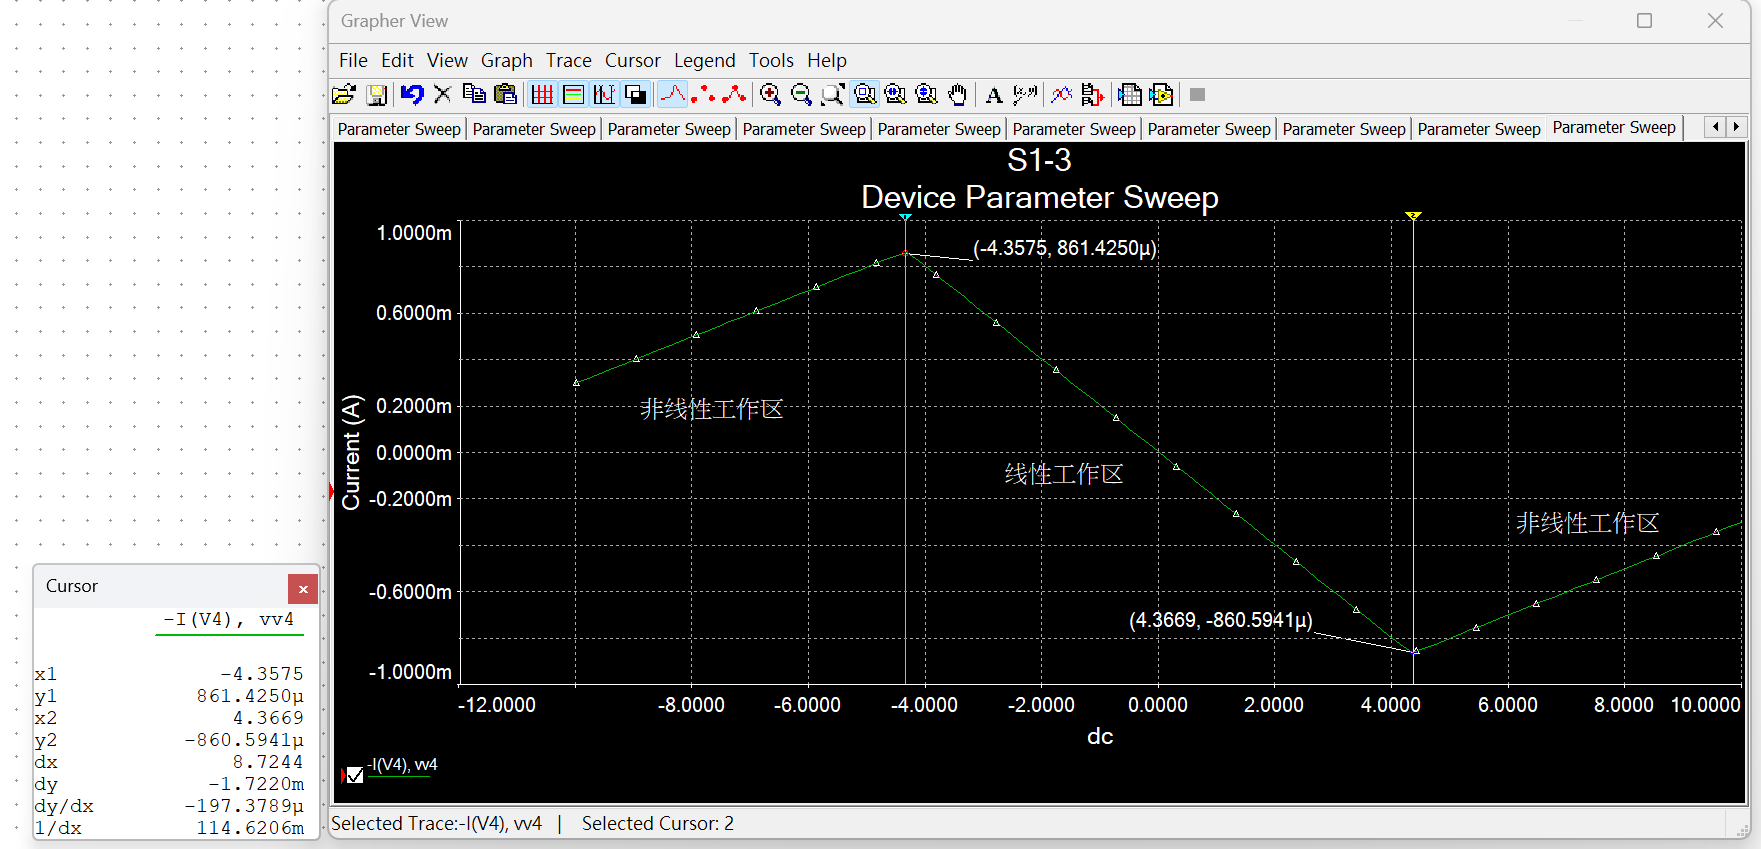 Grapher View
File Edit View Graph Trace Cursor Legend Tools Help
Parameter Sweep Parameter Sweep Parameter Sweep Parameter Sweep Parameter Sweep Parameter Sweep Parameter Sweep Parameter Sweep Parameter Sweep Parameter Sweep
S1-3
Device Parameter Sweep
1.0000m
0.6000m
0.2000m
0.0000m
-0.2000m
-0.6000m
-1.0000m
Current (A)
(-4.3575, 861.4250μ)
非线性工作区
线性工作区
非线性工作区
(4.3669, -860.5941μ)
-12.0000 -8.0000 -6.0000 -4.0000 -2.0000 0.0000 2.0000 4.0000 6.0000 8.0000 10.0000
dc
-I(V4), vv4
Selected Trace:-I(V4), vv4 | Selected Cursor: 2
Cursor
-I(V4), vv4
x1 -4.3575
y1 861.4250μ
x2 4.3669
y2 -860.5941μ
dx 8.7244
dy -1.7220m
dy/dx -197.3789μ
1/dx 114.6206m